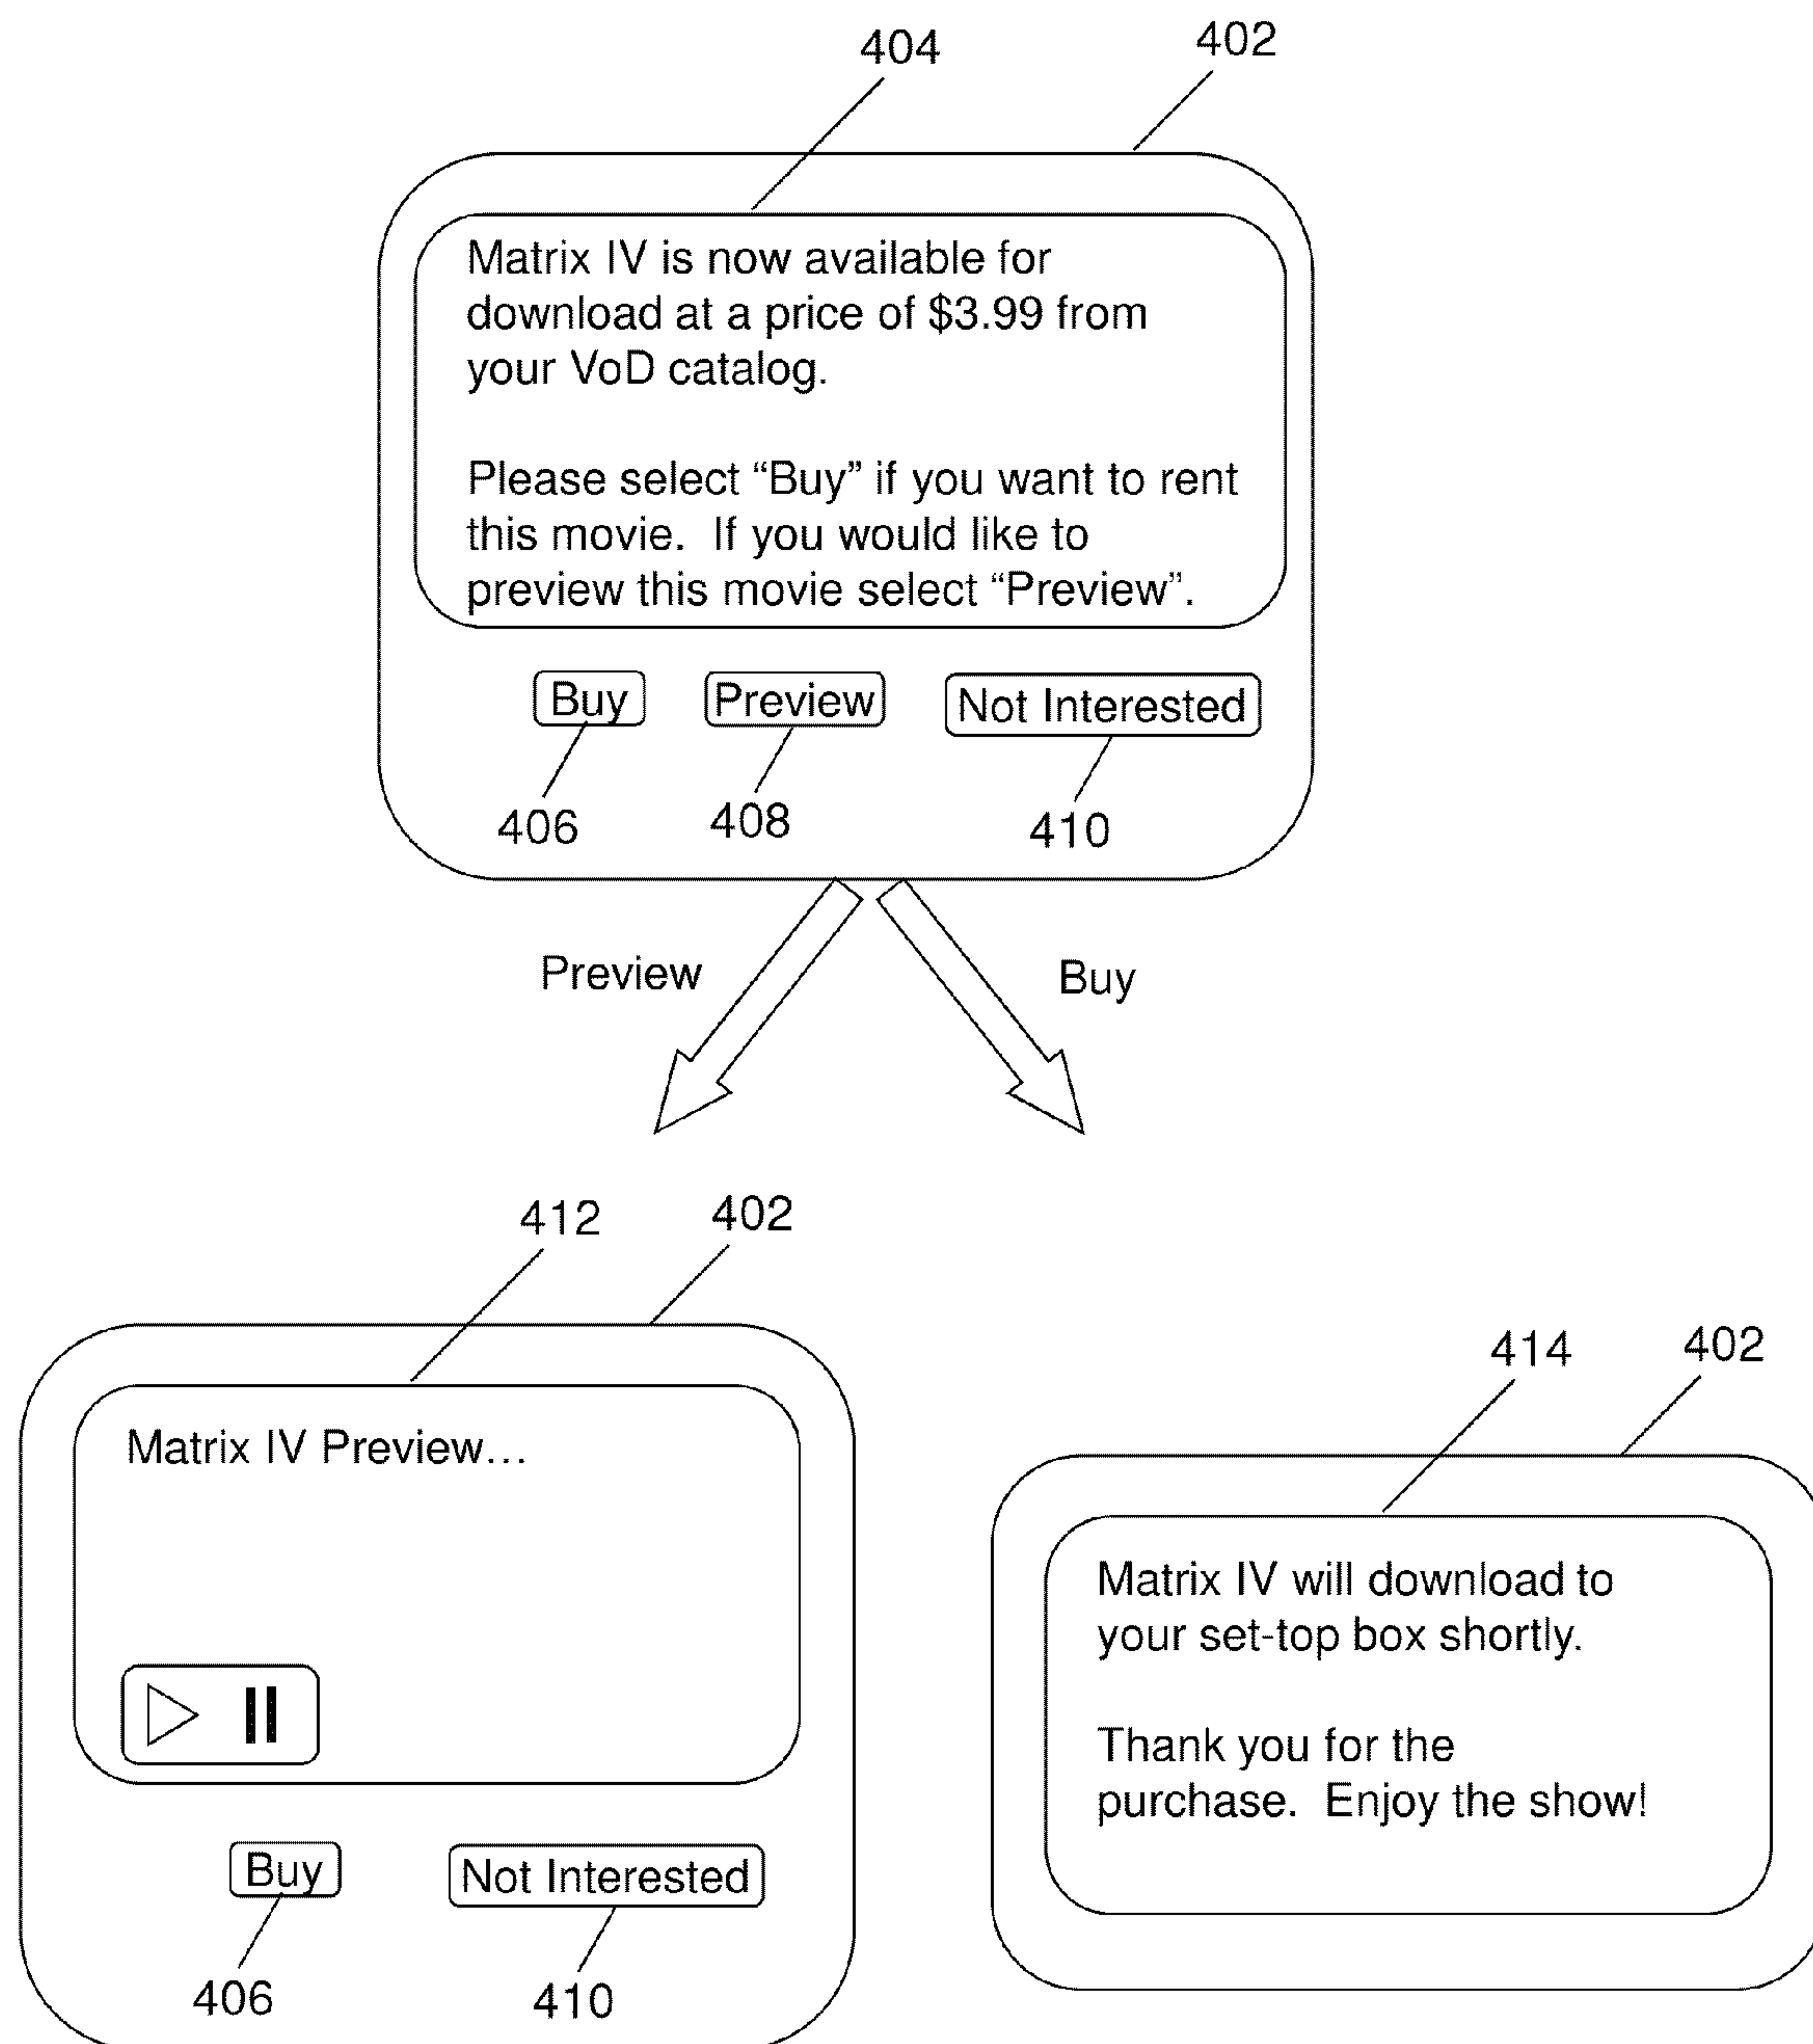 404
402
Matrix IV is now available for
download at a price of $3.99 from
your VoD catalog.
Please select “Buy” if you want to rent
this movie.  If you would like to
preview this movie select “Preview”.
Buy
Preview
Not Interested
406
408
410
Preview
Buy
412
402
Matrix IV Preview...
Buy
Not Interested
406
410
414
402
Matrix IV will download to
your set-top box shortly.
Thank you for the
purchase.  Enjoy the show!